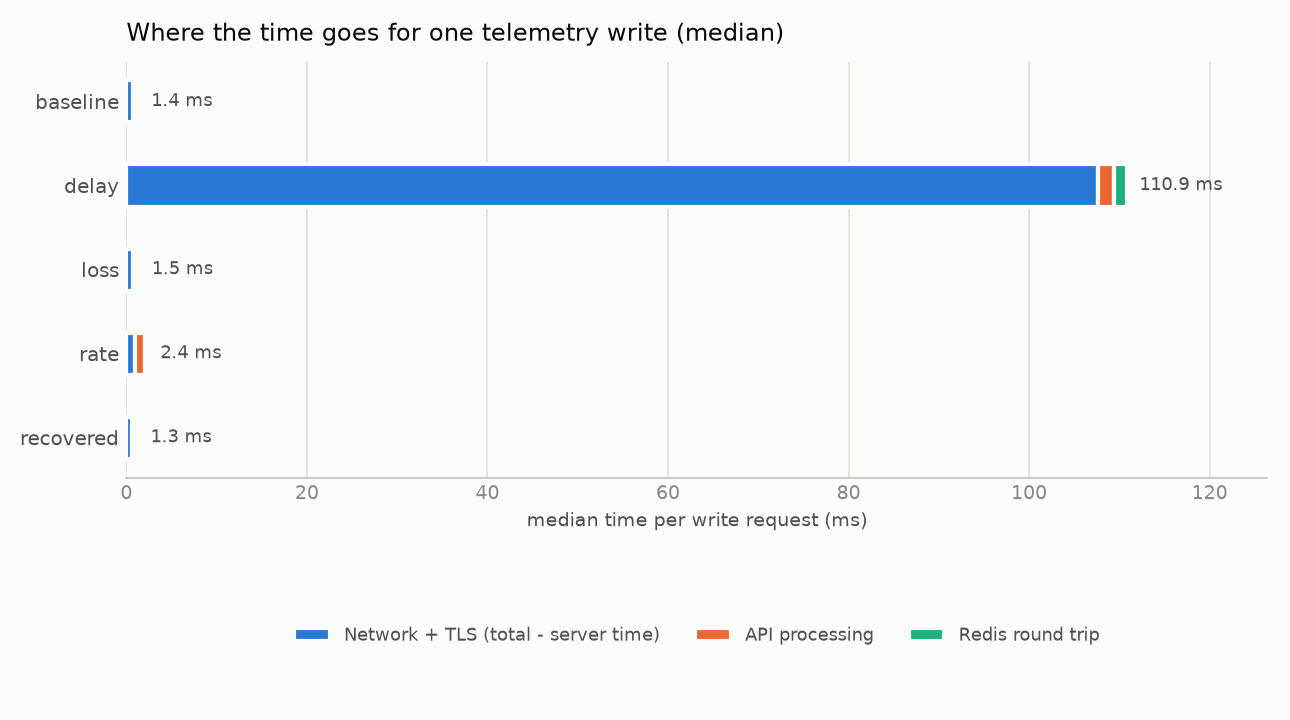 Where the time goes for one telemetry write (median)
baseline 1.4 ms
delay 110.9 ms
loss 1.5 ms
rate 2.4 ms
recovered 1.3 ms
0 20 40 60 80 100 120
median time per write request (ms)
Network + TLS (total - server time) API processing Redis round trip